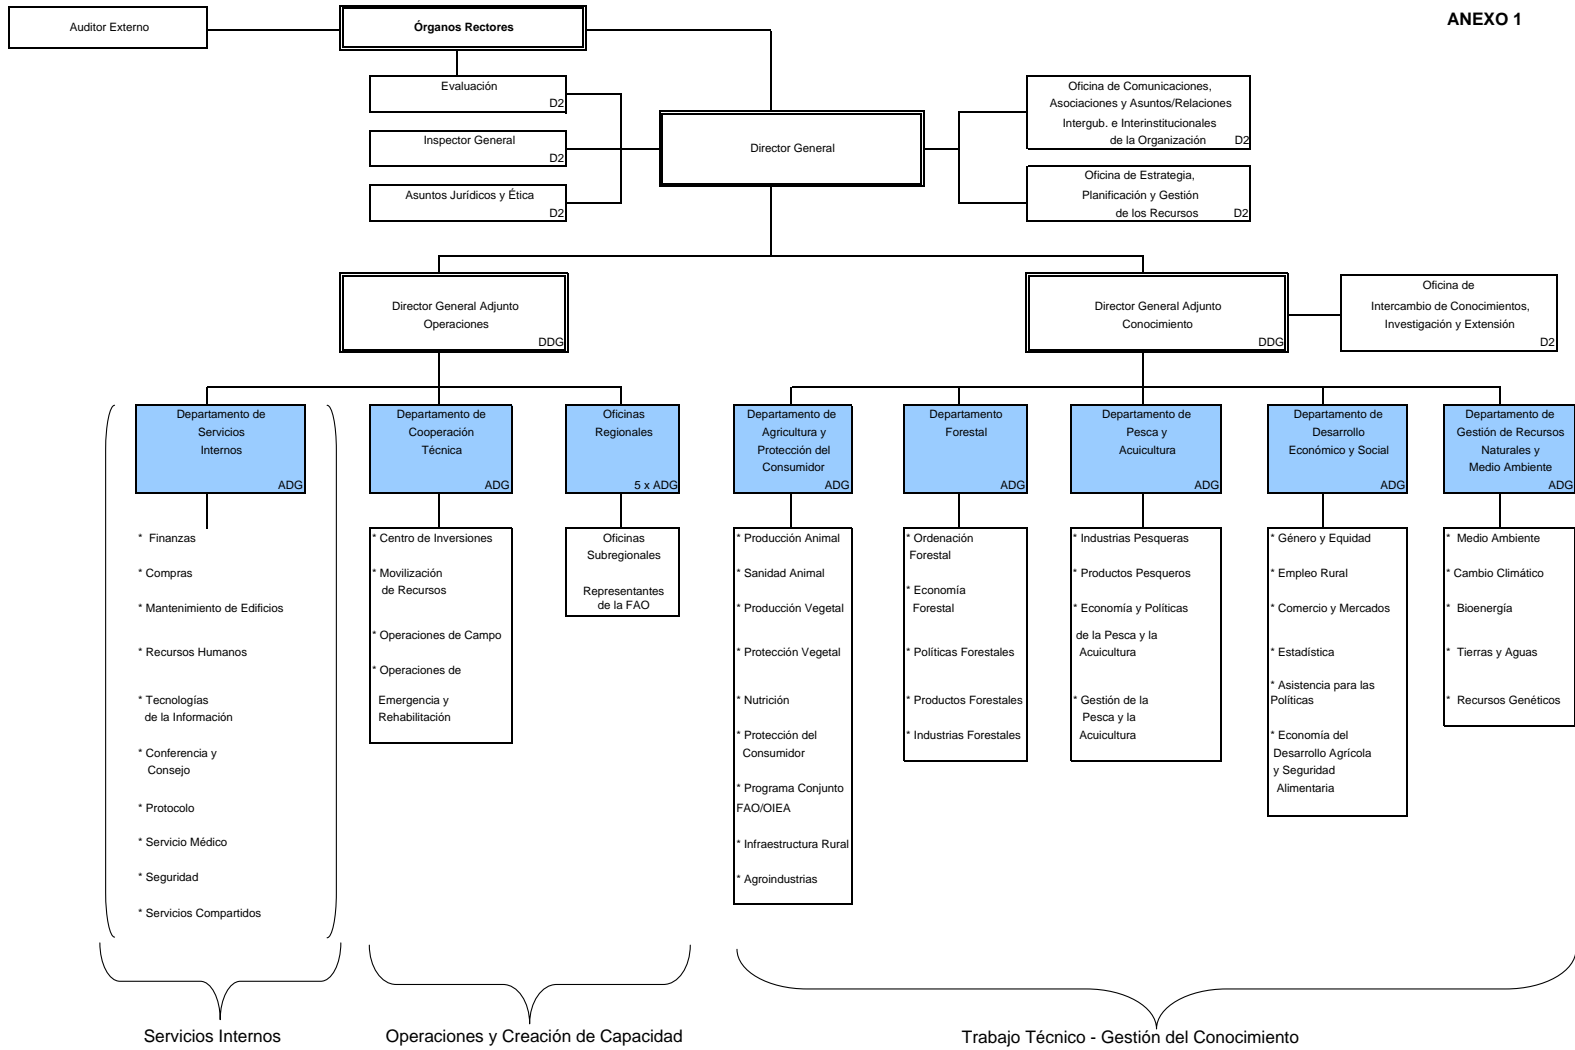 ANEXO 1
Auditor Externo
Órganos Rectores
Evaluación
D2
Inspector General
D2
Asuntos Jurídicos y Ética
D2
Director General
Oficina de Comunicaciones,
Asociaciones y Asuntos/Relaciones
Intergub. e Interinstitucionales
de la Organización D2
Oficina de Estrategia,
Planificación y Gestión
de los Recursos D2
Director General Adjunto
Operaciones
DDG
Director General Adjunto
Conocimiento
DDG
Oficina de
Intercambio de Conocimientos,
Investigación y Extensión
D2
Departamento de
Servicios
Internos
ADG
Departamento de
Cooperación
Técnica
ADG
Oficinas
Regionales
5 x ADG
Departamento de
Agricultura y
Protección del
Consumidor
ADG
Departamento
Forestal
ADG
Departamento de
Pesca y
Acuicultura
ADG
Departamento de
Desarrollo
Económico y Social
ADG
Departamento de
Gestión de Recursos
Naturales y
Medio Ambiente
ADG
* Finanzas
* Compras
* Mantenimiento de Edificios
* Recursos Humanos
* Tecnologías
de la Información
* Conferencia y
Consejo
* Protocolo
* Servicio Médico
* Seguridad
* Servicios Compartidos
* Centro de Inversiones
* Movilización
de Recursos
* Operaciones de Campo
* Operaciones de
Emergencia y
Rehabilitación
Oficinas
Subregionales
Representantes
de la FAO
* Producción Animal
* Sanidad Animal
* Producción Vegetal
* Protección Vegetal
* Nutrición
* Protección del
Consumidor
* Programa Conjunto
FAO/OIEA
* Infraestructura Rural
* Agroindustrias
* Ordenación
Forestal
* Economía
Forestal
* Políticas Forestales
* Productos Forestales
* Industrias Forestales
* Industrias Pesqueras
* Productos Pesqueros
* Economía y Políticas
de la Pesca y la
Acuicultura
* Gestión de la
Pesca y la
Acuicultura
* Género y Equidad
* Empleo Rural
* Comercio y Mercados
* Estadística
* Asistencia para las
Políticas
* Economía del
Desarrollo Agrícola
y Seguridad
Alimentaria
* Medio Ambiente
* Cambio Climático
* Bioenergía
* Tierras y Aguas
* Recursos Genéticos
Servicios Internos
Operaciones y Creación de Capacidad
Trabajo Técnico - Gestión del Conocimiento